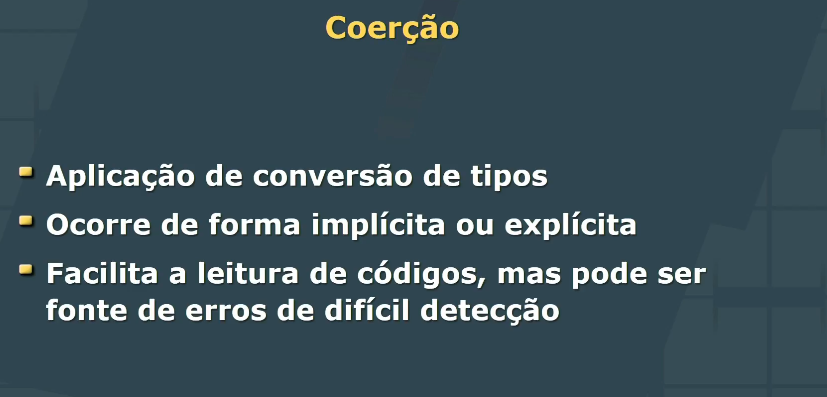 Coerção
Aplicação de conversão de tipos
Ocorre de forma implícita ou explícita
Facilita a leitura de códigos, mas pode ser
fonte de erros de difícil detecção